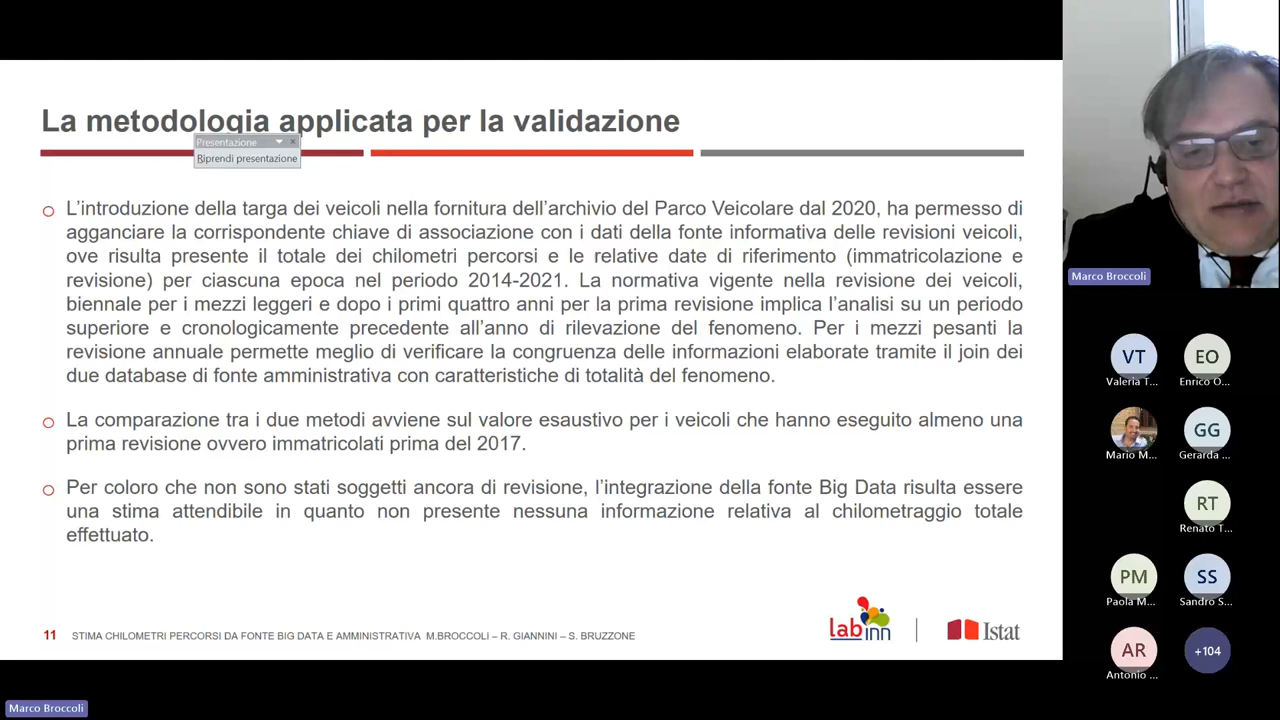 La metodologia applicata per la validazione
Presentazione
Riprendi presentazione
L’introduzione della targa dei veicoli nella fornitura dell’archivio del Parco Veicolare dal 2020, ha permesso di
agganciare la corrispondente chiave di associazione con i dati della fonte informativa delle revisioni veicoli,
ove risulta presente il totale dei chilometri percorsi e le relative date di riferimento (immatricolazione e
revisione) per ciascuna epoca nel periodo 2014-2021. La normativa vigente nella revisione dei veicoli,
biennale per i mezzi leggeri e dopo i primi quattro anni per la prima revisione implica l’analisi su un periodo
superiore e cronologicamente precedente all’anno di rilevazione del fenomeno. Per i mezzi pesanti la
revisione annuale permette meglio di verificare la congruenza delle informazioni elaborate tramite il join dei
due database di fonte amministrativa con caratteristiche di totalità del fenomeno.
La comparazione tra i due metodi avviene sul valore esaustivo per i veicoli che hanno eseguito almeno una
prima revisione ovvero immatricolati prima del 2017.
Per coloro che non sono stati soggetti ancora di revisione, l’integrazione della fonte Big Data risulta essere
una stima attendibile in quanto non presente nessuna informazione relativa al chilometraggio totale
effettuato.
11 STIMA CHILOMETRI PERCORSI DA FONTE BIG DATA E AMMINISTRATIVA M.BROCCOLI – R. GIANNINI – S. BRUZZONE
lab inn
Istat
Marco Broccoli
VT
EO
Valeria T...
Enrico O...
GG
Mario M...
Gerarda ...
RT
Renato T...
PM
SS
Paola M...
Sandro S...
AR
+104
Antonio ...
Marco Broccoli